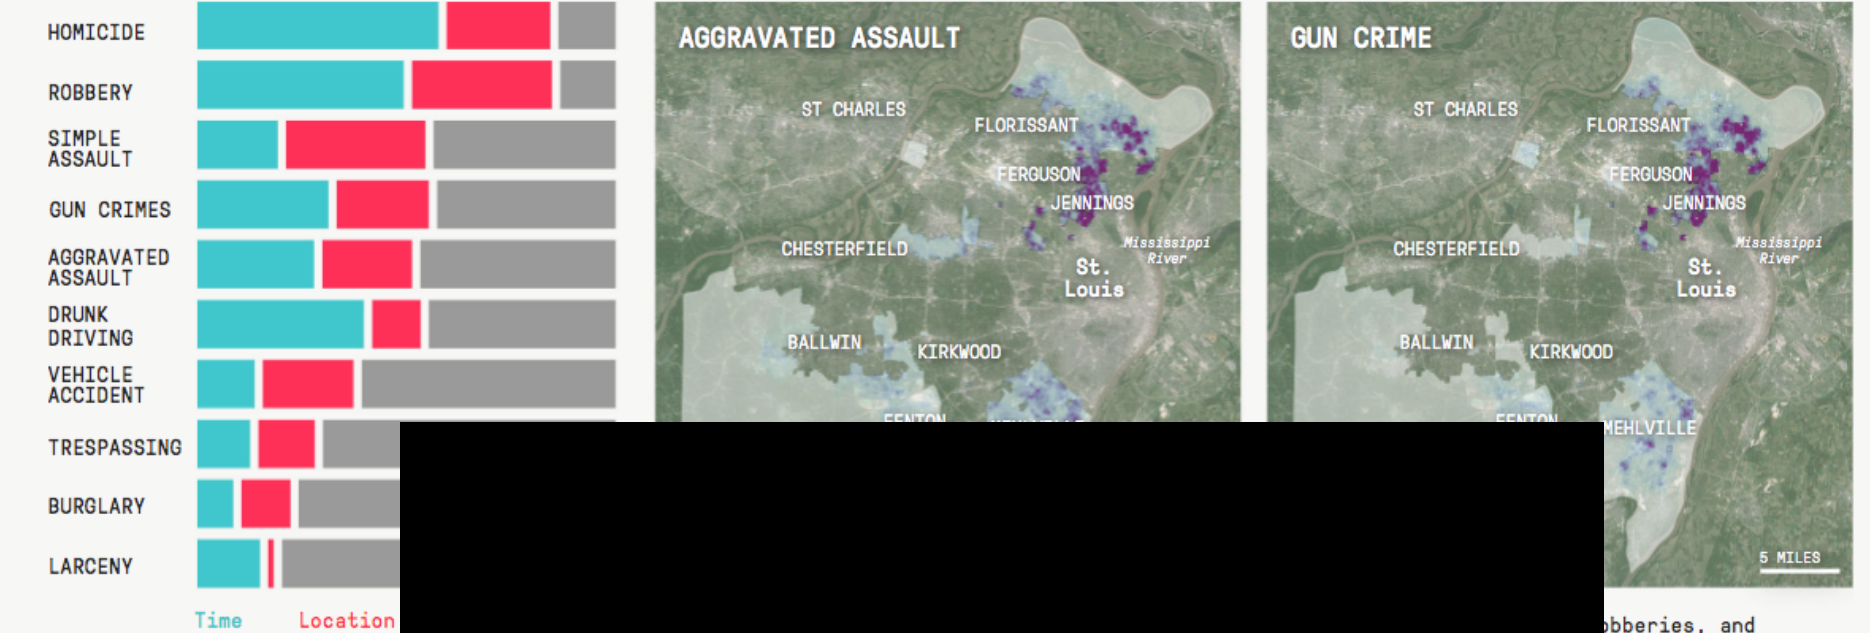 HOMICIDE
ROBBERY
SIMPLE
ASSAULT
GUN CRIMES
AGGRAVATED
ASSAULT
DRUNK
DRIVING
VEHICLE
ACCIDENT
TRESPASSING
BURGLARY
LARCENY
Time Location
AGGRAVATED ASSAULT
ST CHARLES
FLORISSANT
FERGUSON
JENNINGS
CHESTERFIELD
Mississippi
River
St.
Louis
BALLWIN
KIRKWOOD
FENTON
GUN CRIME
ST CHARLES
FLORISSANT
FERGUSON
JENNINGS
CHESTERFIELD
Mississippi
River
St.
Louis
BALLWIN
KIRKWOOD
FENTON
MEHLVILLE
5 MILES
obberies, and